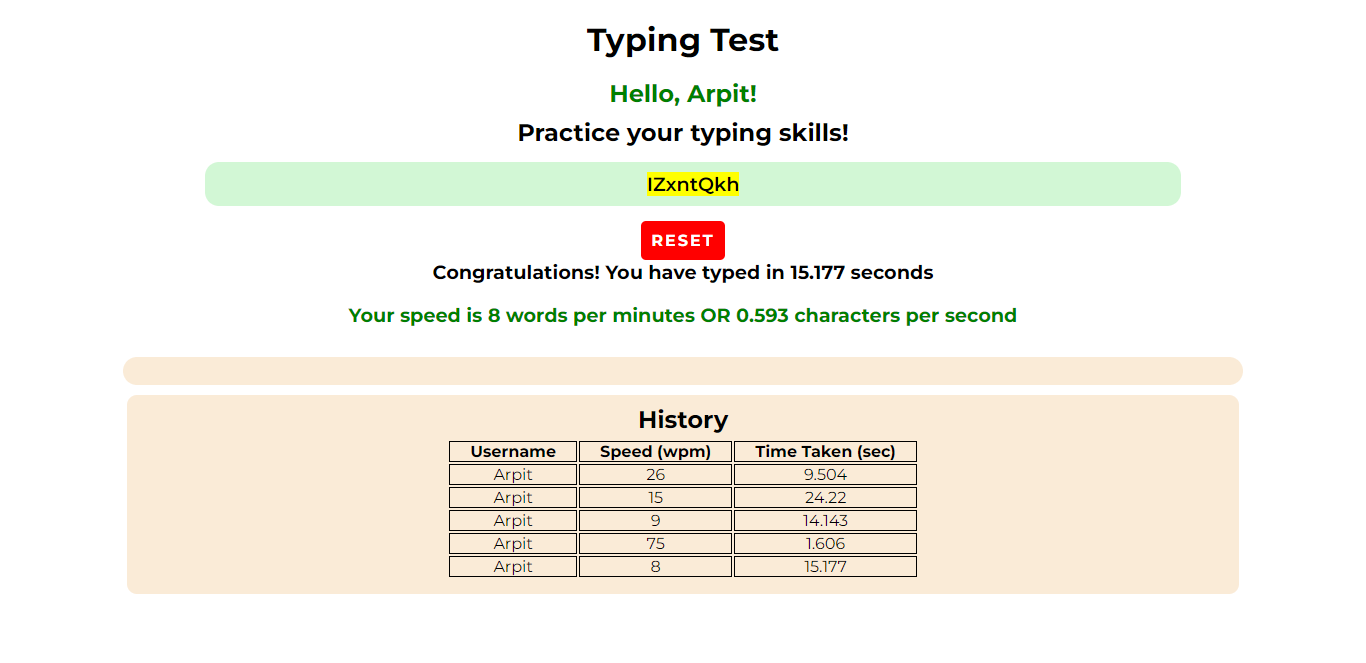 Typing Test
Hello, Arpit!
Practice your typing skills!
IZxntQkh
RESET
Congratulations! You have typed in 15.177 seconds
Your speed is 8 words per minutes OR 0.593 characters per second
History
Username Speed (wpm) Time Taken (sec)
Arpit 26 9.504
Arpit 15 24.22
Arpit 9 14.143
Arpit 75 1.606
Arpit 8 15.177